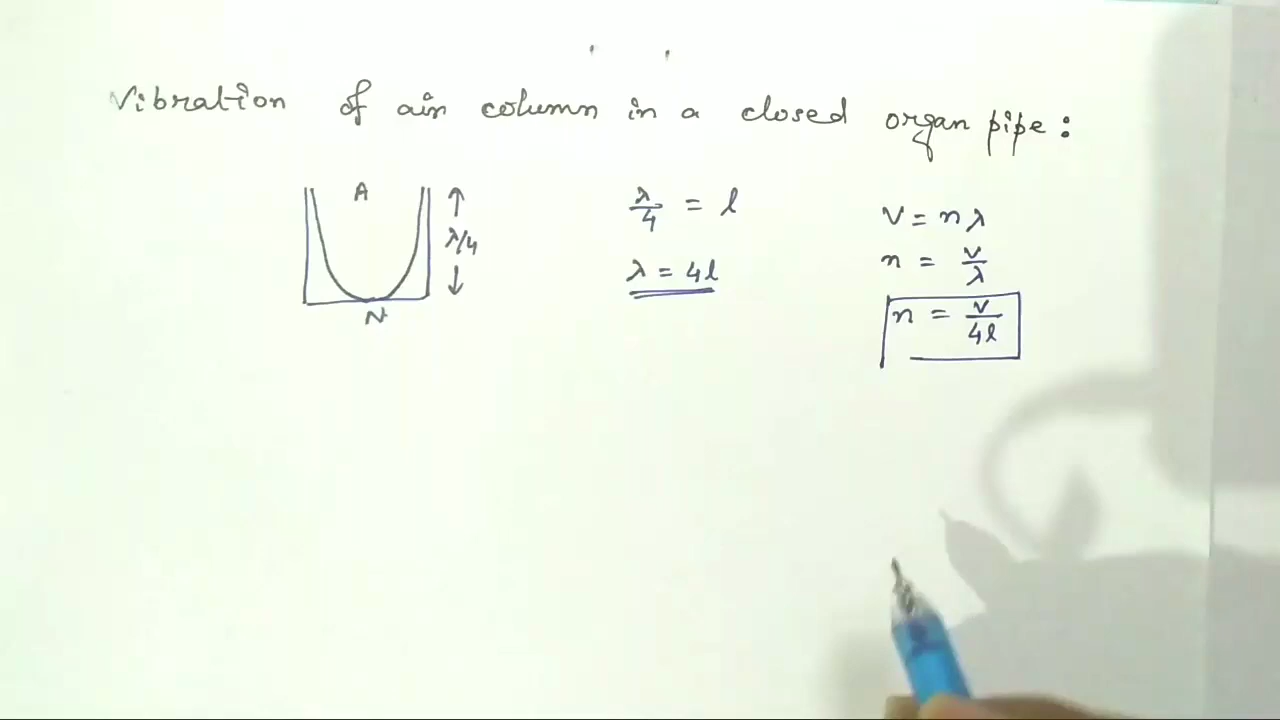 Vibration of air column in a closed organ pipe:
A
λ/4
N
λ/4 = l
λ = 4l
v = nλ
n = v/λ
n = v/4l